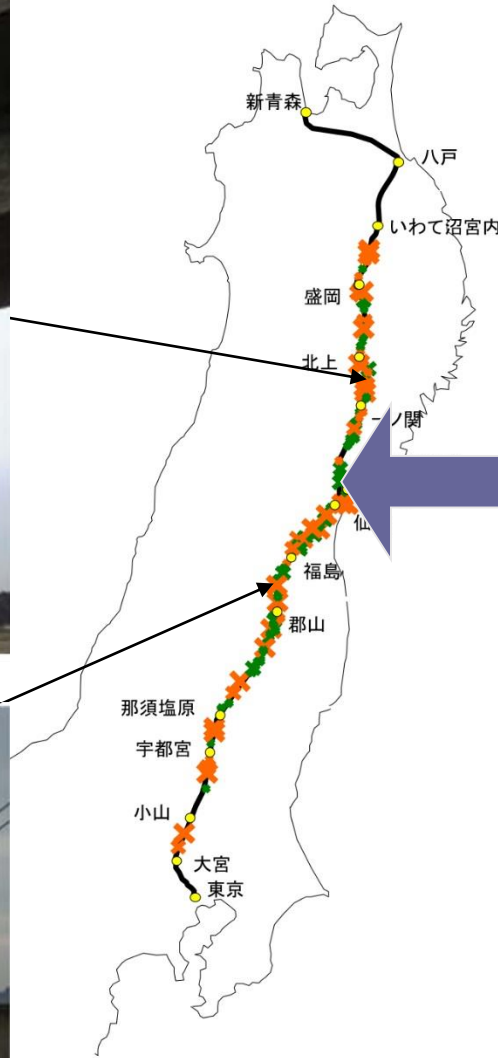 新青森
八戸
いわて沼宮内
盛岡
北上
ノ関
仙
福島
郡山
那須塩原
宇都宮
小山
大宮
東京